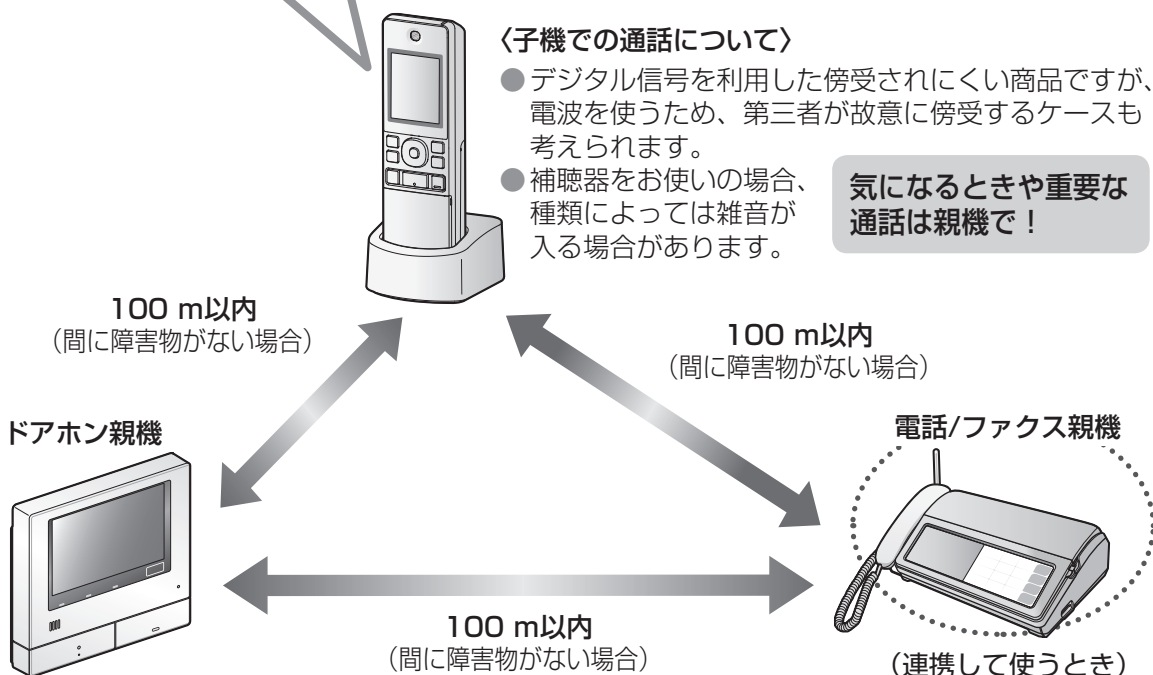 〈子機での通話について〉
●デジタル信号を利用した傍受されにくい商品ですが、
電波を使うため、第三者が故意に傍受するケースも
考えられます。
●補聴器をお使いの場合、
種類によっては雑音が
入る場合があります。
気になるときや重要な
通話は親機で！
100 m以内
（間に障害物がない場合）
100 m以内
（間に障害物がない場合）
ドアホン親機
電話/ファクス親機
100 m以内
（間に障害物がない場合）
（連携して使うとき）